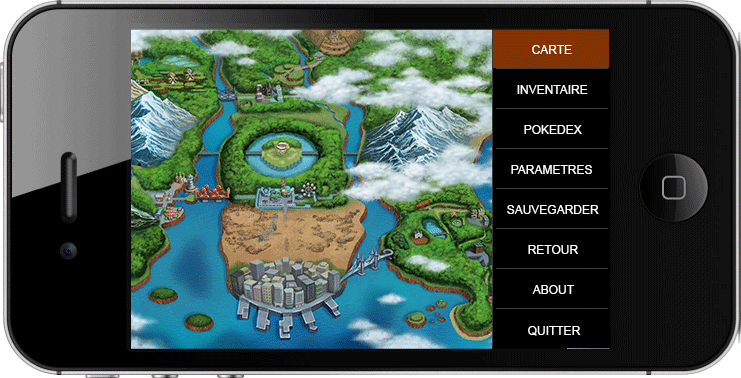 CARTE
INVENTAIRE
POKEDEX
PARAMETRES
SAUVEGARDER
RETOUR
ABOUT
QUITTER